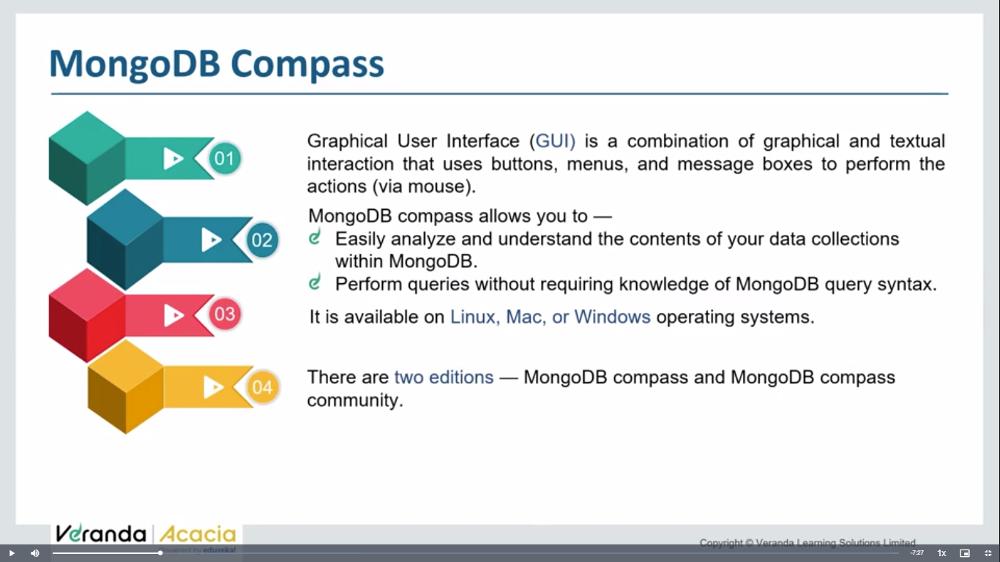 MongoDB Compass
01
Graphical User Interface (GUI) is a combination of graphical and textual
interaction that uses buttons, menus, and message boxes to perform the
actions (via mouse).
02
MongoDB compass allows you to —
Easily analyze and understand the contents of your data collections
within MongoDB.
Perform queries without requiring knowledge of MongoDB query syntax.
03
It is available on Linux, Mac, or Windows operating systems.
04
There are two editions — MongoDB compass and MongoDB compass
community.
Veranda | Acacia
Powered by edureka!
Copyright © Veranda Learning Solutions Limited
-7:27
1x